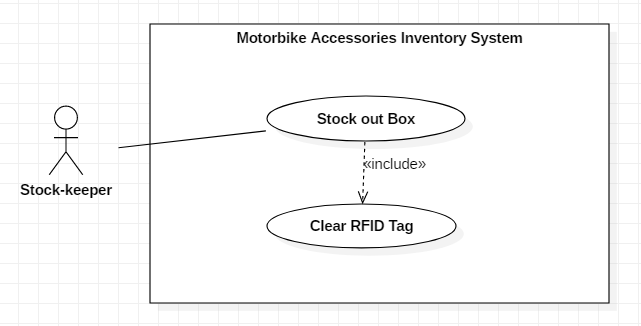 Motorbike Accessories Inventory System
Stock out Box
«include»
Stock-keeper
Clear RFID Tag